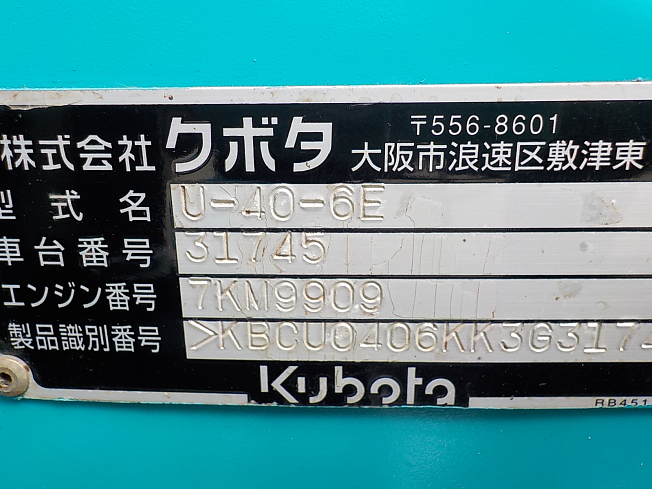 株式会社クボタ 〒556-8601
大阪市浪速区敷津東
型式名 U-40-6E
車台番号 31745
エンジン番号 7KM9909
製品識別番号 >KBCU0406KK3G3174
Kubota
RB451